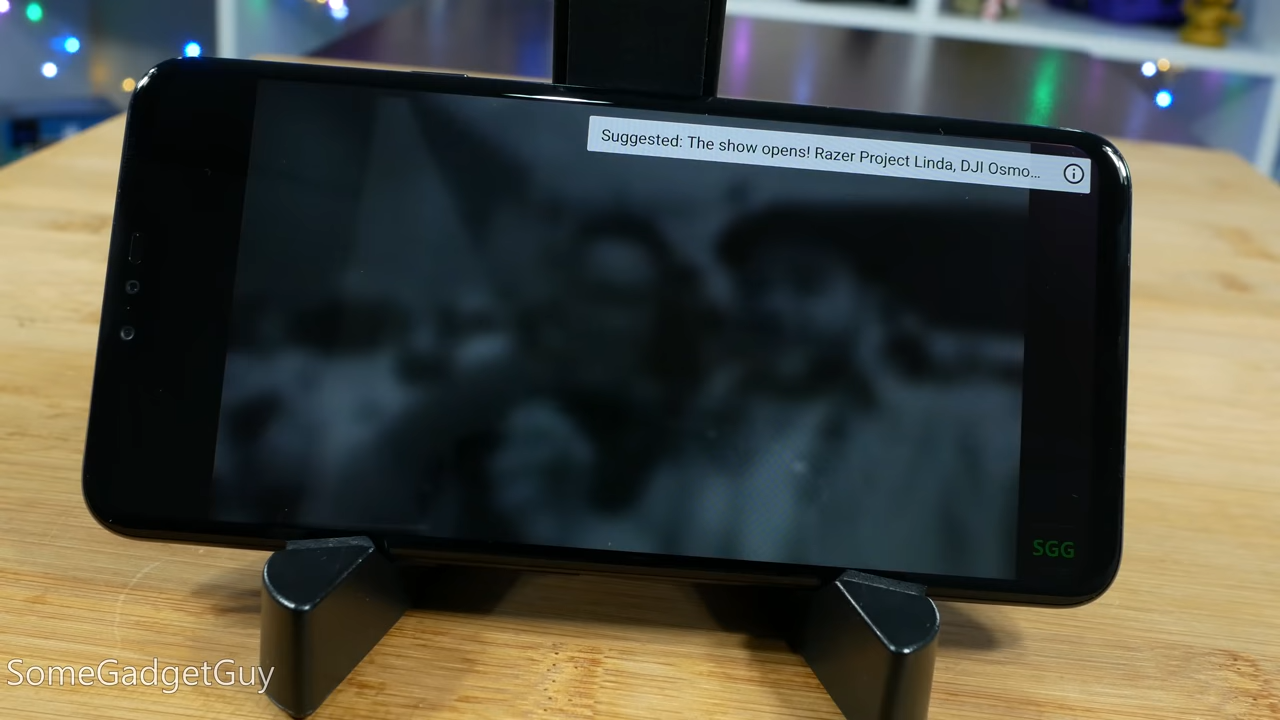 Suggested: The show opens! Razer Project Linda, DJI Osmo...
SGG
SomeGadgetGuy